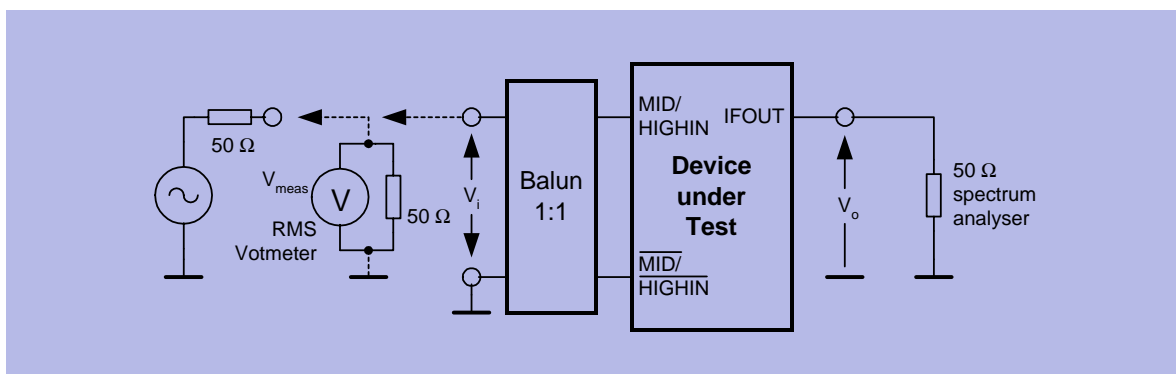 50 Ω
V_meas
V
RMS
Votmeter
50 Ω
V_i
Balun
1:1
MID/
HIGHIN
IFOUT
Device
under
Test
MID/
HIGHIN
V_o
50 Ω
spectrum
analyser